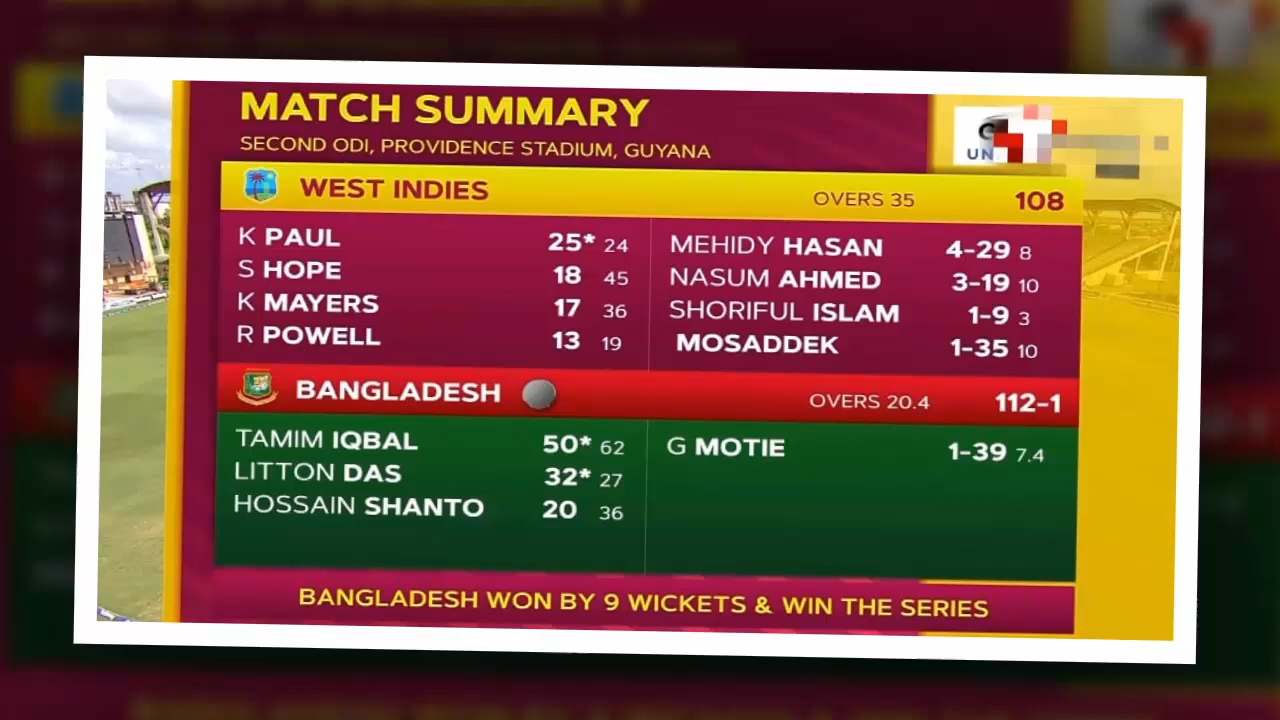 MATCH SUMMARY
SECOND ODI, PROVIDENCE STADIUM, GUYANA
UN
WEST INDIES OVERS 35 108
K PAUL 25* 24 MEHIDY HASAN 4-29 8
S HOPE 18 45 NASUM AHMED 3-19 10
K MAYERS 17 36 SHORIFUL ISLAM 1-9 3
R POWELL 13 19 MOSADDEK 1-35 10
BANGLADESH OVERS 20.4 112-1
TAMIM IQBAL 50* 62 G MOTIE 1-39 7.4
LITTON DAS 32* 27
HOSSAIN SHANTO 20 36
BANGLADESH WON BY 9 WICKETS & WIN THE SERIES